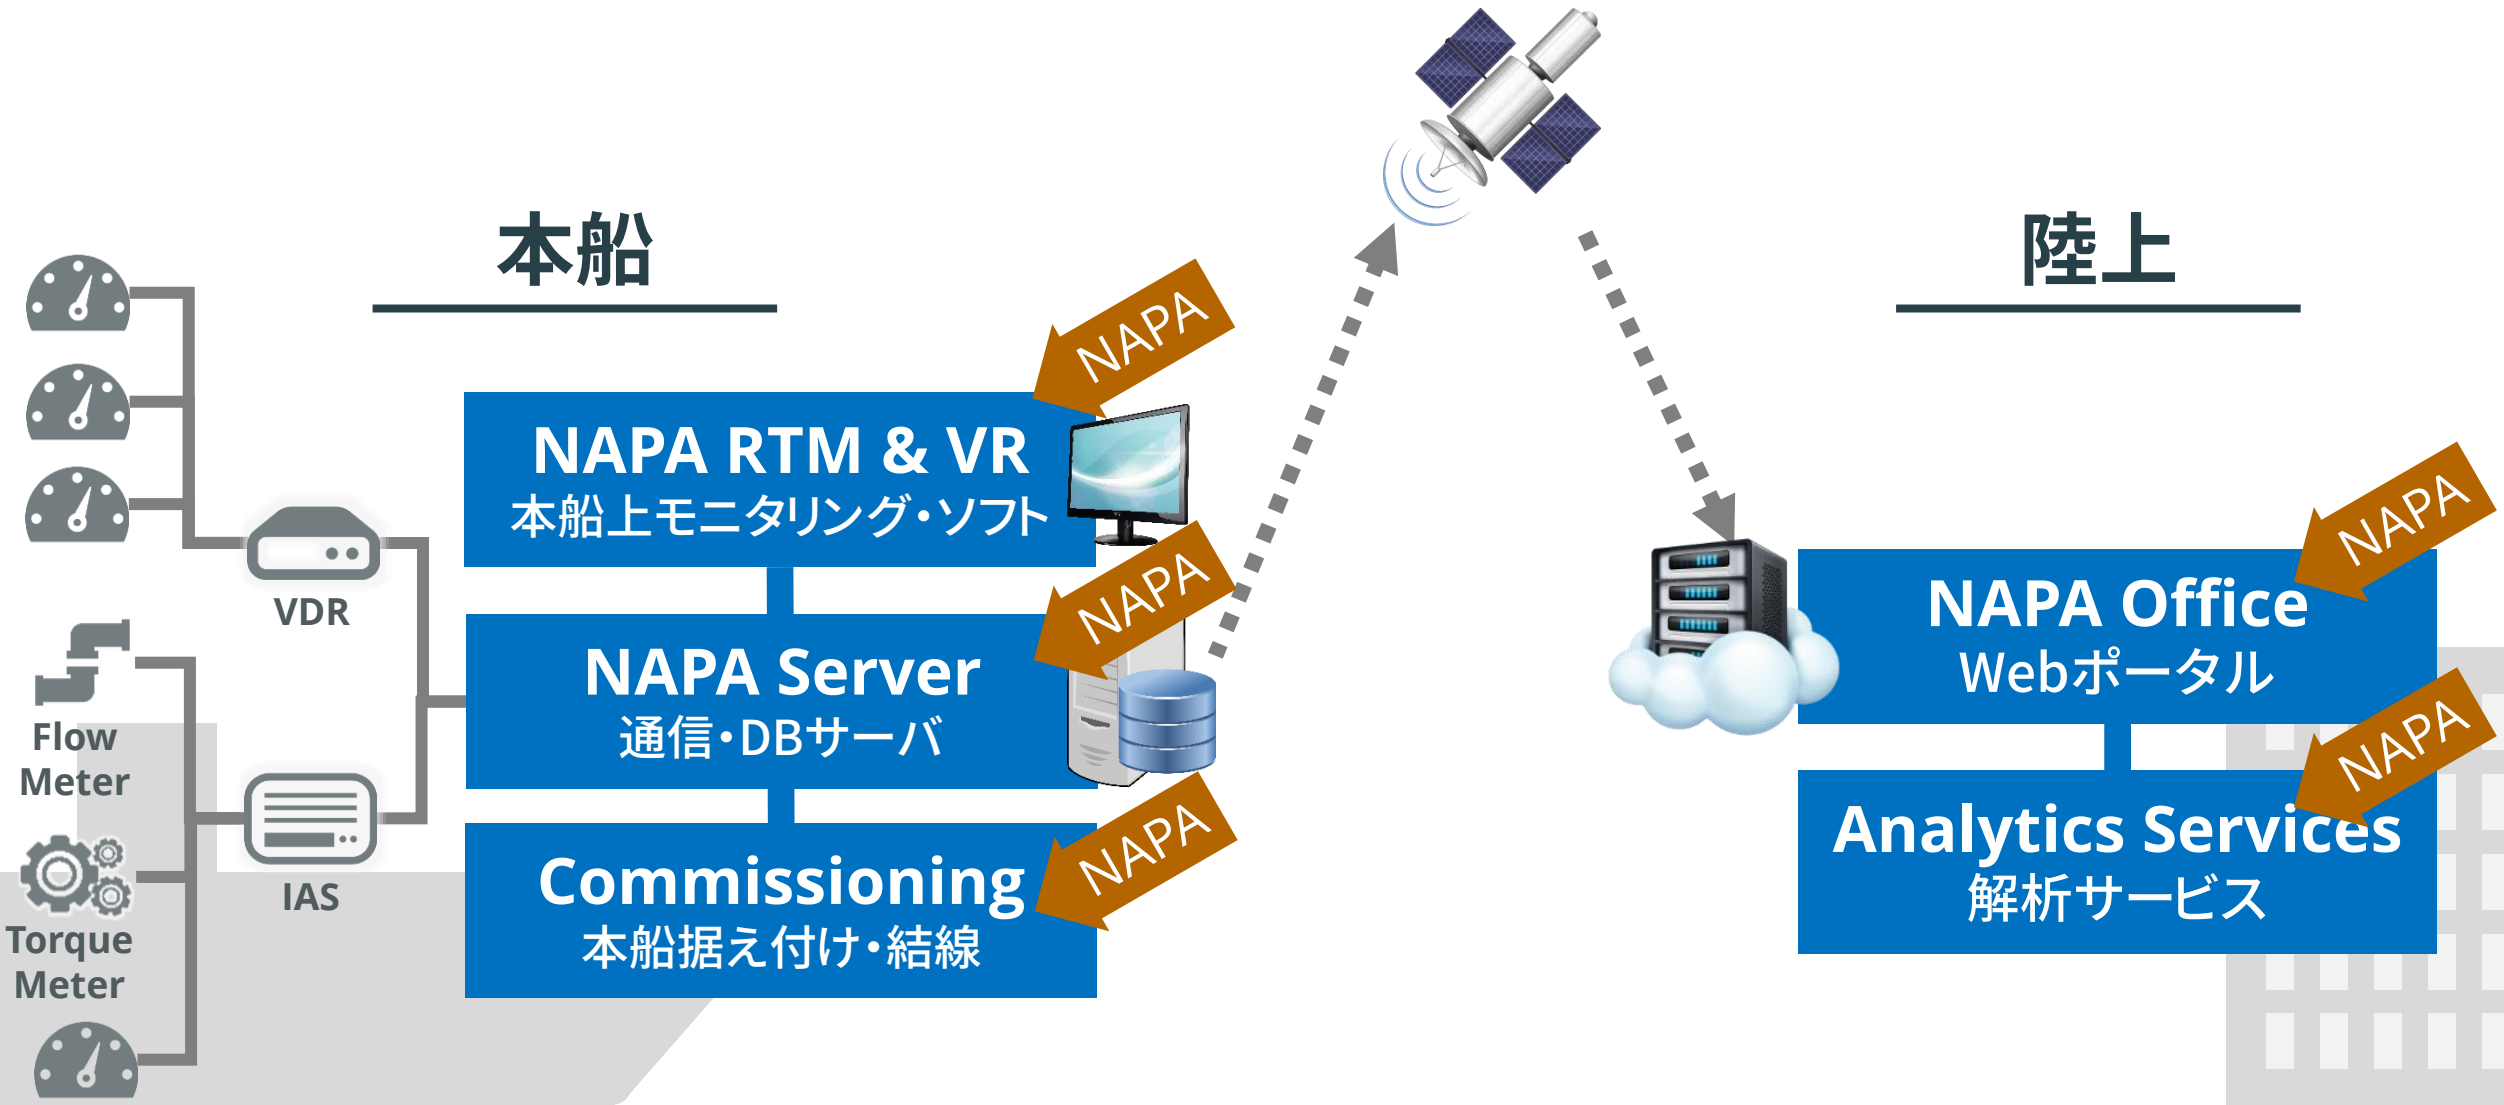 本船
陸上
NAPA
NAPA RTM & VR
本船上モニタリング・ソフト
VDR
NAPA
NAPA Server
通信・DBサーバ
Flow
Meter
IAS
NAPA
Commissioning
本船据え付け・結線
Torque
Meter
NAPA
NAPA Office
Webポータル
NAPA
Analytics Services
解析サービス